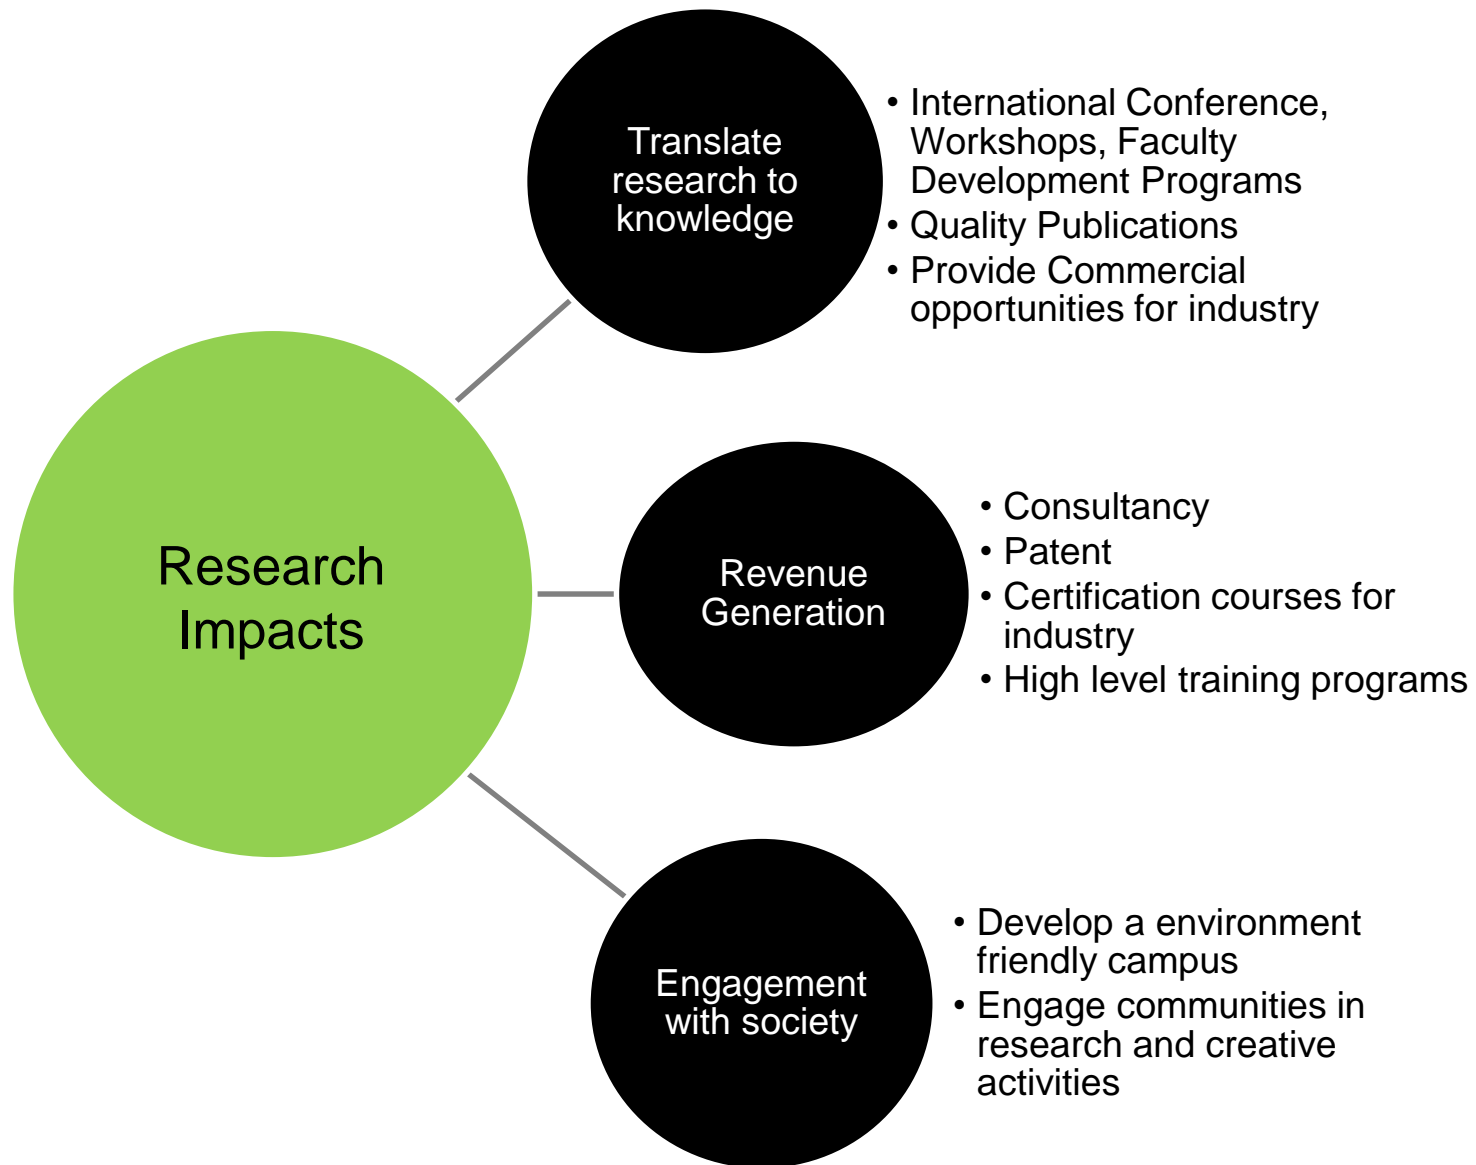 Research
Impacts
Translate
research to
knowledge
• International Conference,
Workshops, Faculty
Development Programs
• Quality Publications
• Provide Commercial
opportunities for industry
Revenue
Generation
• Consultancy
• Patent
• Certification courses for
industry
• High level training programs
Engagement
with society
• Develop a environment
friendly campus
• Engage communities in
research and creative
activities